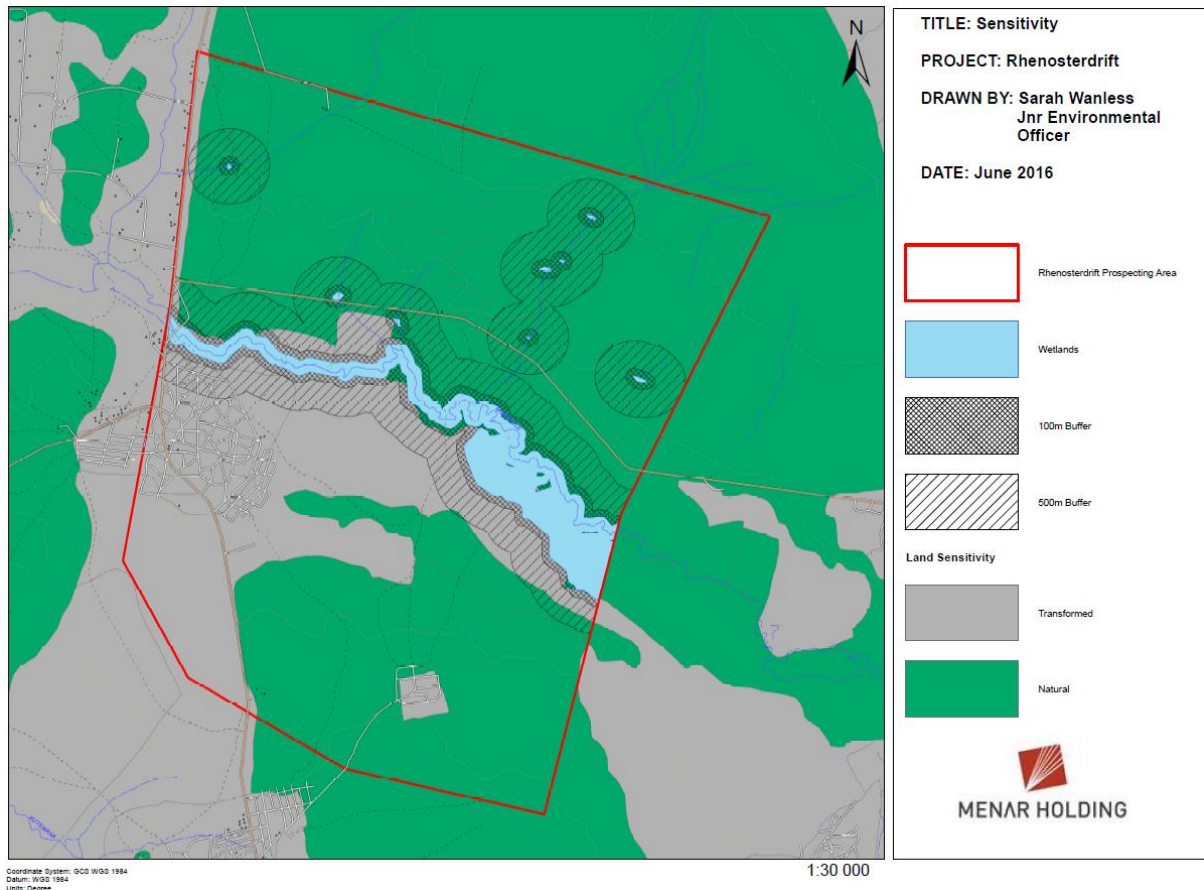 N
TITLE: Sensitivity
PROJECT: Rhenosterdrift
DRAWN BY: Sarah Wanless
Jnr Environmental
Officer
DATE: June 2016
Rhenosterdrift Prospecting Area
Wetlands
100m Buffer
500m Buffer
Land Sensitivity
Transformed
Natural
MENAR HOLDING
Coordinate System: GCS WGS 1984
Datum: WGS 1984
Units: Degree
1:30 000